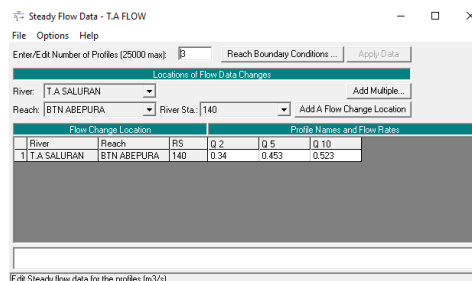 Steady Flow Data - T.A FLOW
File Options Help
Enter/Edit Number of Profiles (25000 max): 3 Reach Boundary Conditions ... Apply Data
Locations of Flow Data Changes
River: T.A SALURAN Add Multiple...
Reach: BTN ABEPURA River Sta.: 140 Add A Flow Change Location
Flow Change Location Profile Names and Flow Rates
River Reach RS Q 2 Q 5 Q 10
1 T.A SALURAN BTN ABEPURA 140 0.34 0.453 0.523
Edit Steady flow data for the profiles (m3/s)